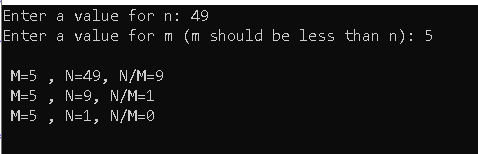 Enter a value for n: 49
Enter a value for m (m should be less than n): 5
M=5 , N=49, N/M=9
M=5 , N=9, N/M=1
M=5 , N=1, N/M=0